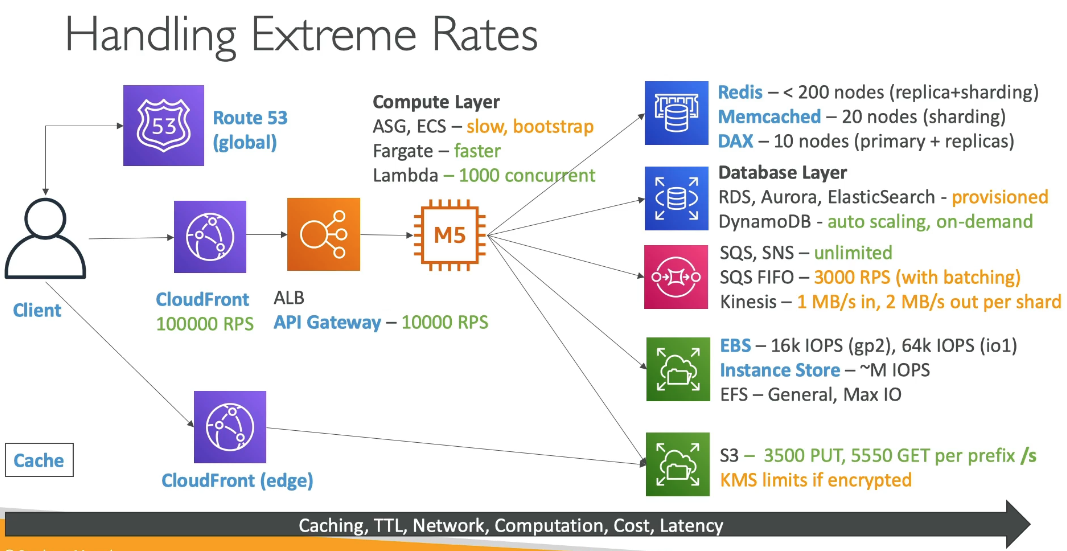 Handling Extreme Rates
53
Route 53
(global)
Compute Layer
ASG, ECS – slow, bootstrap
Fargate – faster
Lambda – 1000 concurrent
Redis – < 200 nodes (replica+sharding)
Memcached – 20 nodes (sharding)
DAX – 10 nodes (primary + replicas)
Database Layer
RDS, Aurora, ElasticSearch - provisioned
DynamoDB - auto scaling, on-demand
M5
SQS, SNS – unlimited
SQS FIFO – 3000 RPS (with batching)
Kinesis – 1 MB/s in, 2 MB/s out per shard
Client
CloudFront
100000 RPS
ALB
API Gateway – 10000 RPS
EBS – 16k IOPS (gp2), 64k IOPS (io1)
Instance Store – ~M IOPS
EFS – General, Max IO
Cache
CloudFront (edge)
S3 – 3500 PUT, 5550 GET per prefix /s
KMS limits if encrypted
Caching, TTL, Network, Computation, Cost, Latency